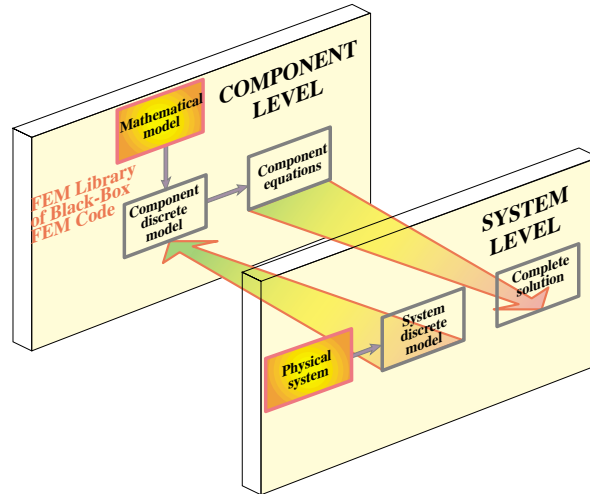 COMPONENT
LEVEL
Mathematical
model
Component
equations
FEM Library
of Black-Box
FEM Code
Component
discrete
model
SYSTEM
LEVEL
Complete
solution
System
discrete
model
Physical
system